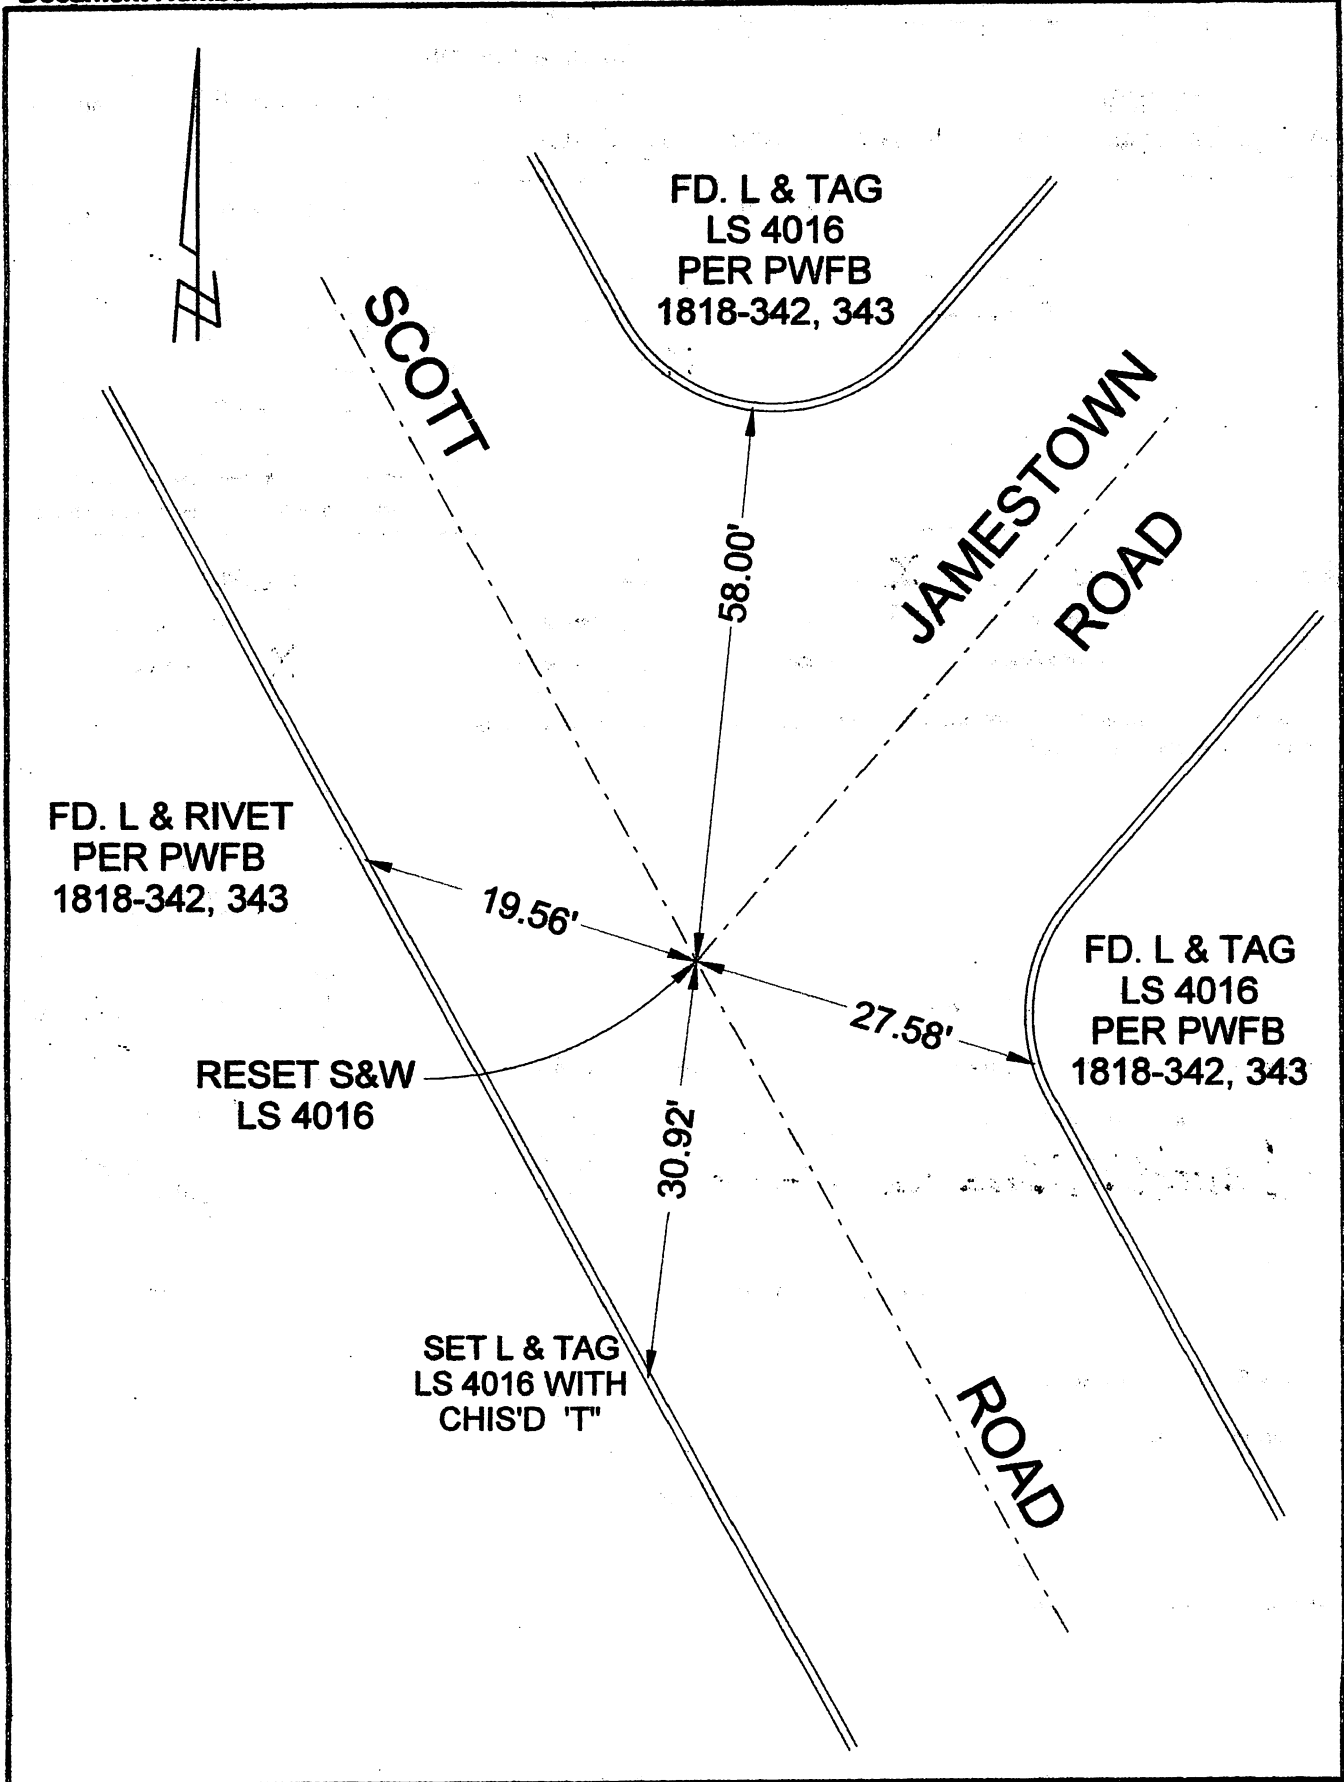 FD. L & TAG
LS 4016
PER PWFB
1818-342, 343
SCOTT
JAMESTOWN
ROAD
58.00'
FD. L & RIVET
PER PWFB
1818-342, 343
19.56'
FD. L & TAG
LS 4016
PER PWFB
1818-342, 343
27.58'
RESET S&W
LS 4016
30.92'
SET L & TAG
LS 4016 WITH
CHIS'D 'T"
ROAD